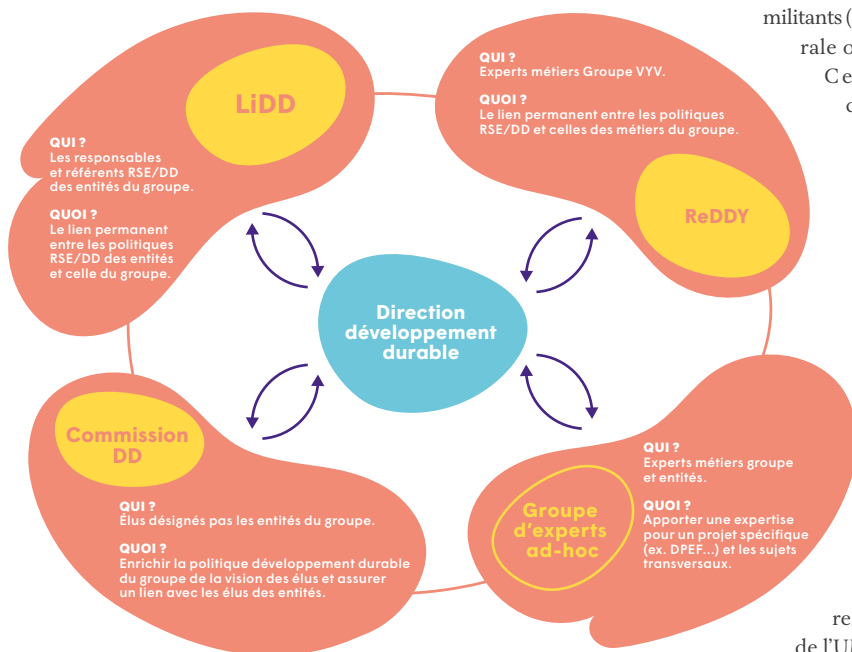 militants (
rale o
Ce
LiDD
QUI ?
Les responsables
et référents RSE/DD
des entités du groupe.
QUOI ?
Le lien permanent
entre les politiques
RSE/DD des entités
et celle du groupe.
QUI ?
Experts métiers Groupe VYV.
QUOI ?
Le lien permanent entre les politiques
RSE/DD et celles des métiers du groupe.
ReDDY
Direction
développement
durable
Commission
DD
QUI ?
Élus désignés pas les entités du groupe.
QUOI ?
Enrichir la politique développement durable
du groupe de la vision des élus et assurer
un lien avec les élus des entités.
Groupe
d'experts
ad-hoc
QUI ?
Experts métiers groupe
et entités.
QUOI ?
Apporter une expertise
pour un projet spécifique
(ex. DPEF...) et les sujets
transversaux.
re
de l'U